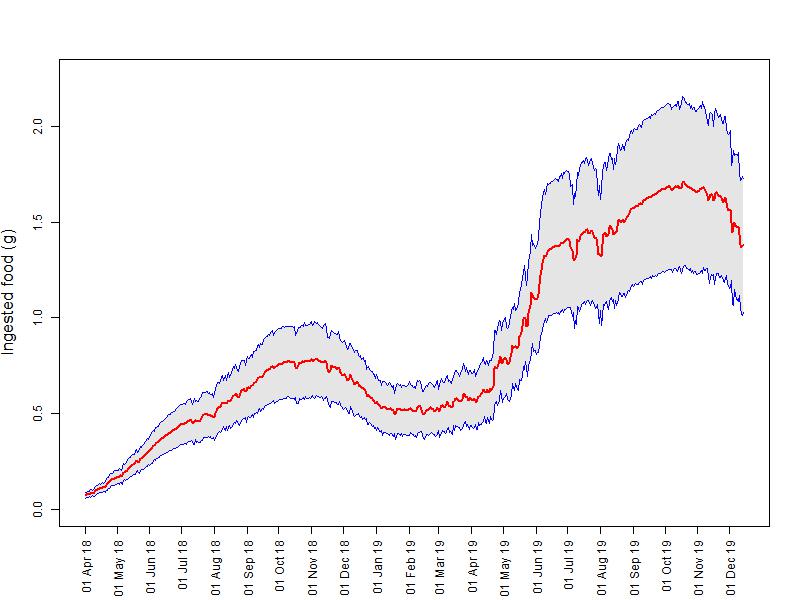 Ingested food (g)
2.0
1.5
1.0
0.5
0.0
01 Apr 18
01 May 18
01 Jun 18
01 Jul 18
01 Aug 18
01 Sep 18
01 Oct 18
01 Nov 18
01 Dec 18
01 Jan 19
01 Feb 19
01 Mar 19
01 Apr 19
01 May 19
01 Jun 19
01 Jul 19
01 Aug 19
01 Sep 19
01 Oct 19
01 Nov 19
01 Dec 19